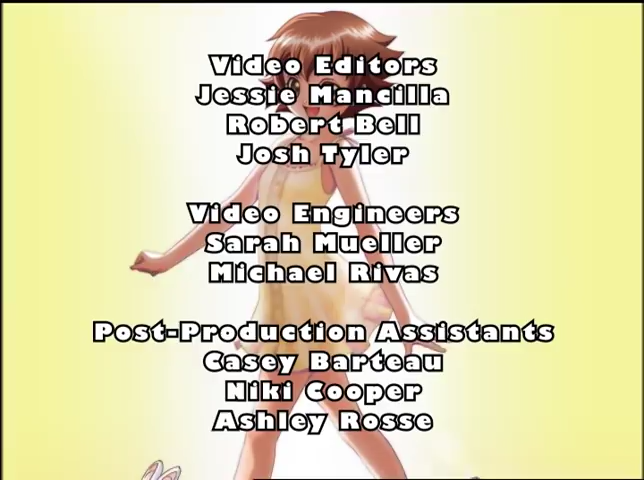 Video Editors
Jessie Mancilla
Robert Bell
Josh Tyler
Video Engineers
Sarah Mueller
Michael Rivas
Post-Production Assistants
Casey Barteau
Niki Cooper
Ashley Rosse